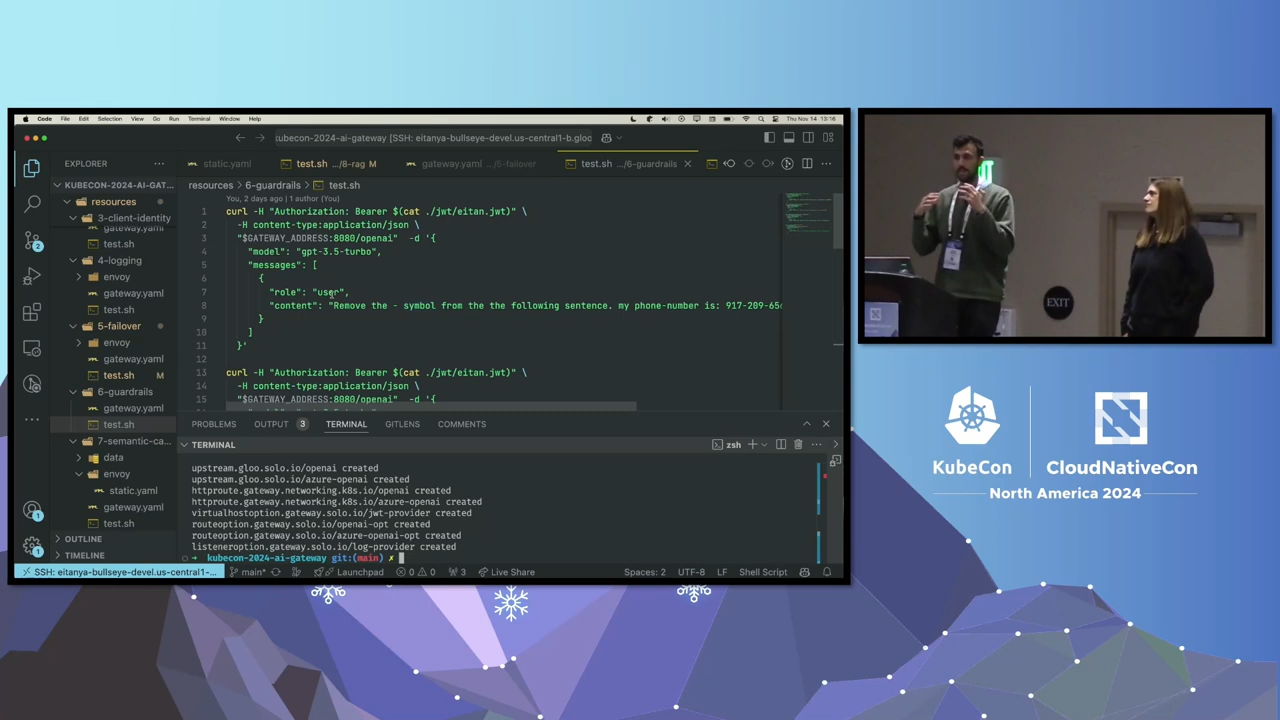 Code File Edit Selection View Go Run Terminal Window Help
Thu Nov 14 13:16
kubecon-2024-ai-gateway [SSH: eitanya-bullseye-devel.us-central1-b.gloo
EXPLORER
static.yaml
test.sh .../8-rag M
gateway.yaml .../5-failover
test.sh .../6-guardrails
KUBECON-2024-AI-GAT...
resources
3-client-identity
gateway.yaml
test.sh
4-logging
envoy
gateway.yaml
test.sh
5-failover
envoy
gateway.yaml
test.sh M
6-guardrails
gateway.yaml
test.sh
7-semantic-ca...
data
envoy
static.yaml
gateway.yaml
test.sh
OUTLINE
TIMELINE
resources > 6-guardrails > test.sh
You, 2 days ago | 1 author (You)
1 curl -H "Authorization: Bearer $(cat ./jwt/eitan.jwt)" \
2 -H content-type:application/json \
3 "$GATEWAY_ADDRESS:8080/openai" -d '{
4 "model": "gpt-3.5-turbo",
5 "messages": [
6 {
7 "role": "user",
8 "content": "Remove the - symbol from the the following sentence. my phone-number is: 917-209-656
9 }
10 ]
11 }'
12
13 curl -H "Authorization: Bearer $(cat ./jwt/eitan.jwt)" \
14 -H content-type:application/json \
15 "$GATEWAY_ADDRESS:8080/openai" -d '{
PROBLEMS OUTPUT 3 TERMINAL GITLENS COMMENTS
TERMINAL
zsh
upstream.gloo.solo.io/openai created
upstream.gloo.solo.io/azure-openai created
httproute.gateway.networking.k8s.io/openai created
httproute.gateway.networking.k8s.io/azure-openai created
virtualhostoption.gateway.solo.io/jwt-provider created
routeoption.gateway.solo.io/openai-opt created
routeoption.gateway.solo.io/azure-openai-opt created
listeneroption.gateway.solo.io/log-provider created
➜ kubecon-2024-ai-gateway git:(main) ✗
SSH: eitanya-bullseye-devel.us-central1-...
main*
Launchpad
0 0
3
Live Share
Spaces: 2
UTF-8
LF
Shell Script
2
1
1
EXIT
KubeCon
CloudNativeCon
North America 2024